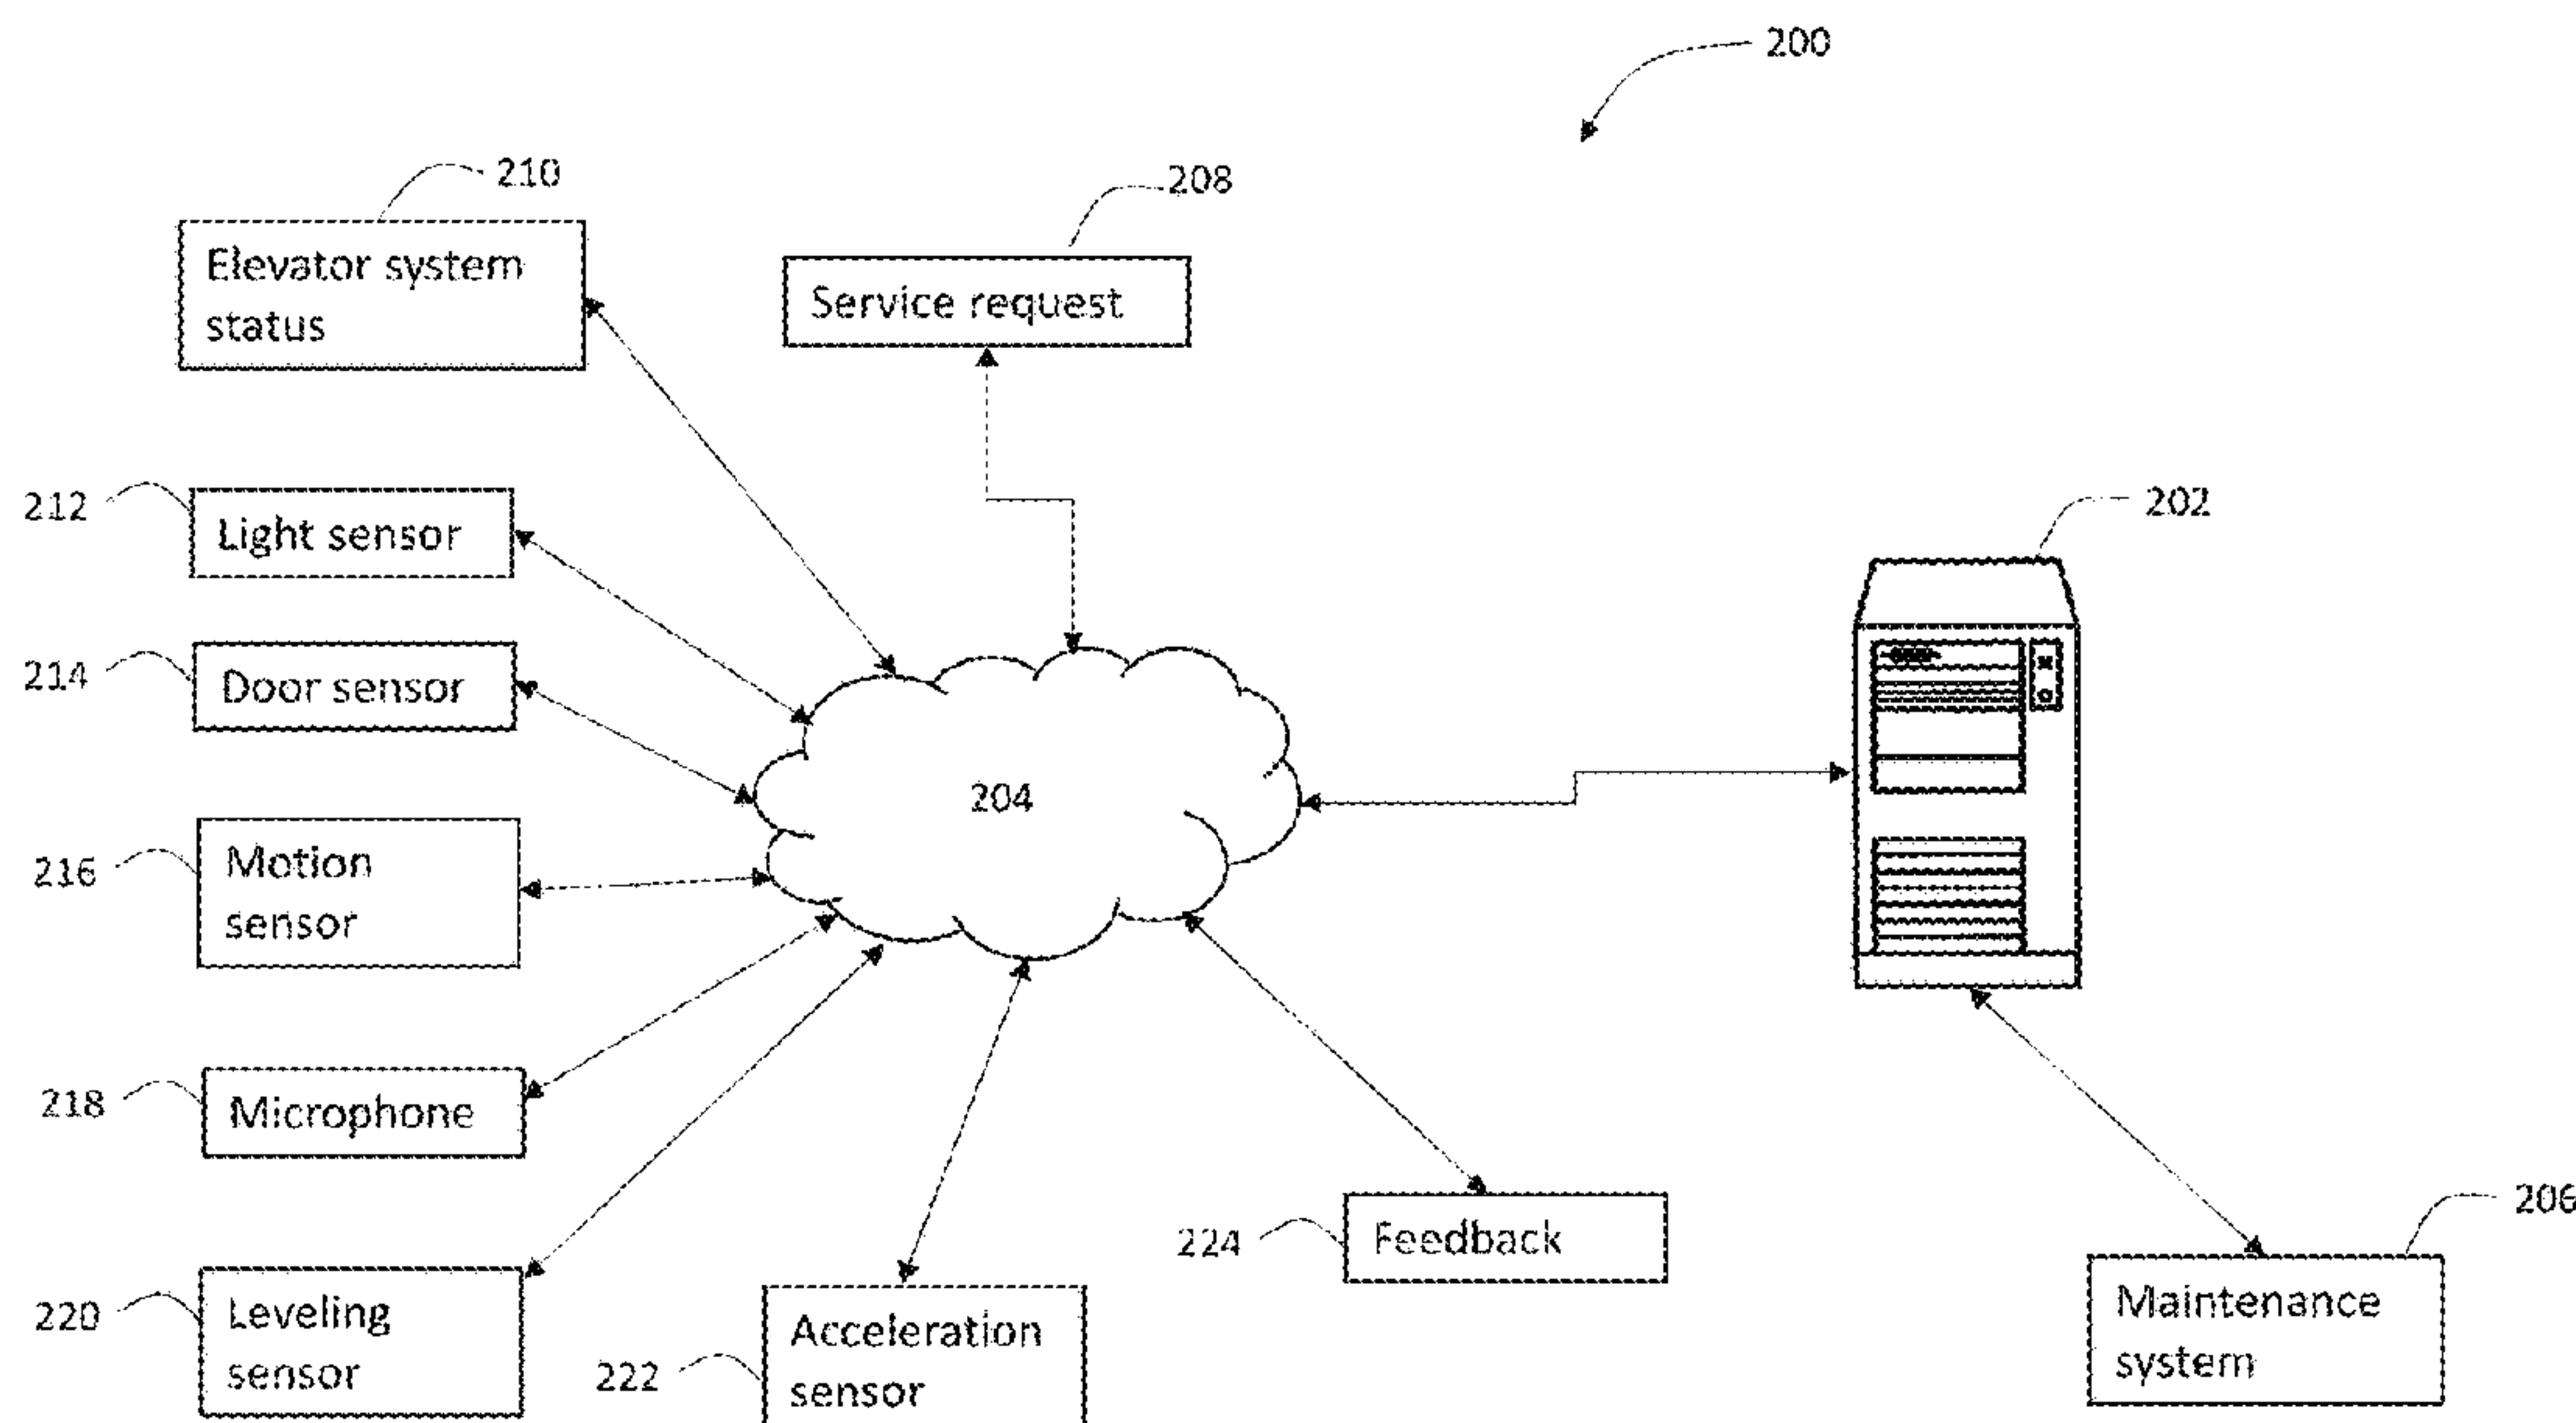 200
210
208
Elevator system
status
Service request
212
Light sensor
202
214
Door sensor
204
216
Motion
sensor
218
Microphone
206
224
Feedback
220
Leveling
sensor
222
Acceleration
sensor
Maintenance
system